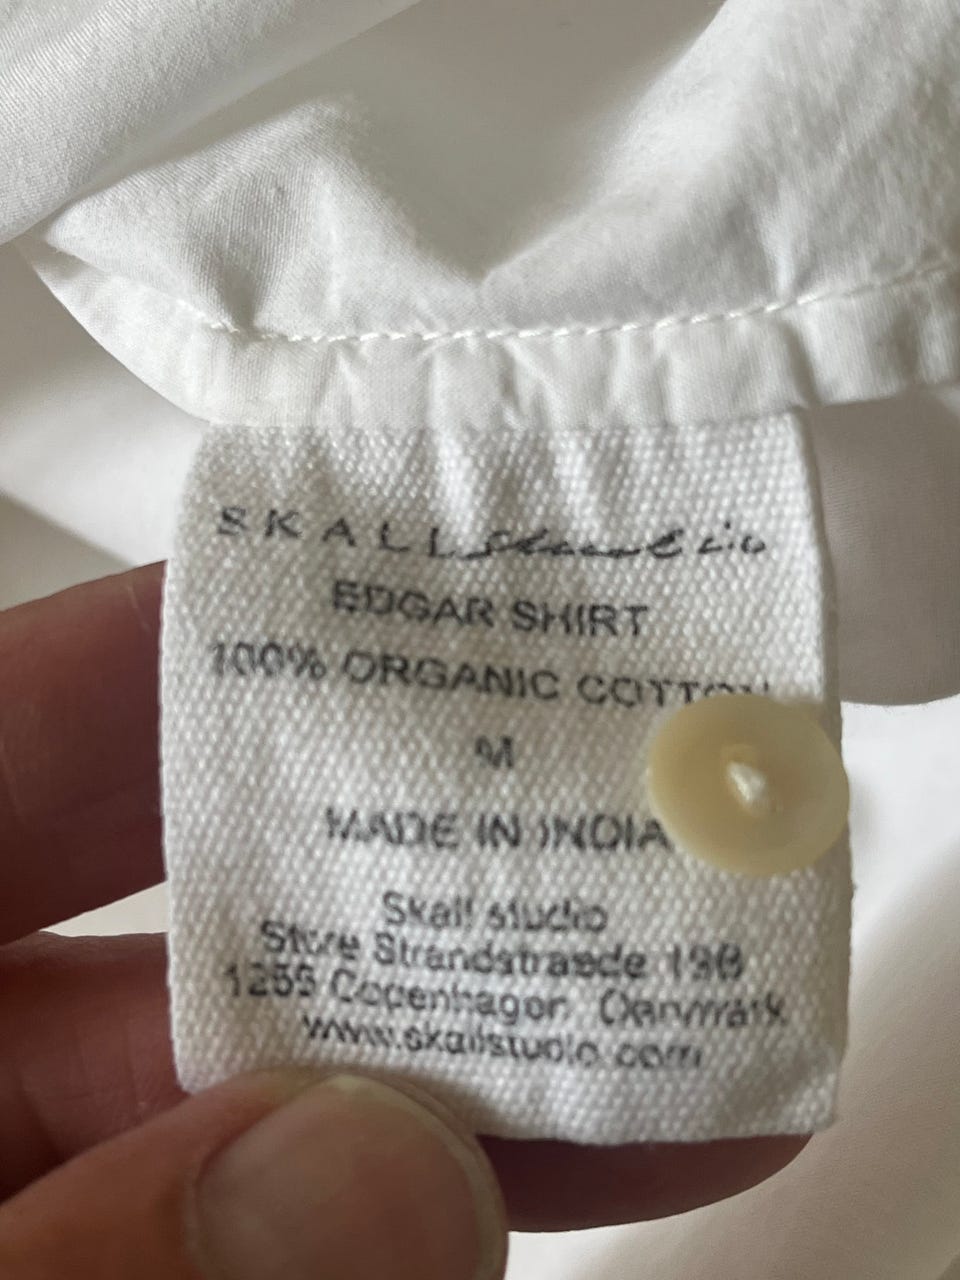 SKALL Studio
EDGAR SHIRT
100% ORGANIC COTTON
M
MADE IN INDIA
Skall studio
Store Strandstraede 19B
1255 Copenhagen Denmark
www.skallstudio.com